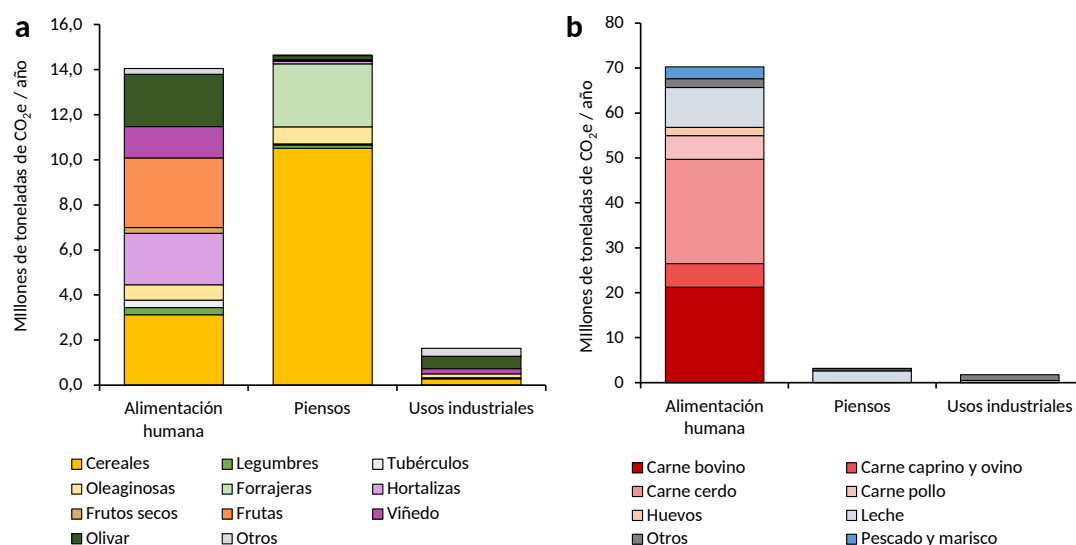 a
MIllones de toneladas de CO₂e / año
16,0
14,0
12,0
10,0
8,0
6,0
4,0
2,0
0,0
Alimentación
humana
Piensos
Usos industriales
Cereales
Legumbres
Tubérculos
Oleaginosas
Forrajeras
Hortalizas
Frutos secos
Frutas
Viñedo
Olivar
Otros
b
MIllones de toneladas de CO₂e / año
80
70
60
50
40
30
20
10
0
Alimentación
humana
Piensos
Usos industriales
Carne bovino
Carne caprino y ovino
Carne cerdo
Carne pollo
Huevos
Leche
Otros
Pescado y marisco